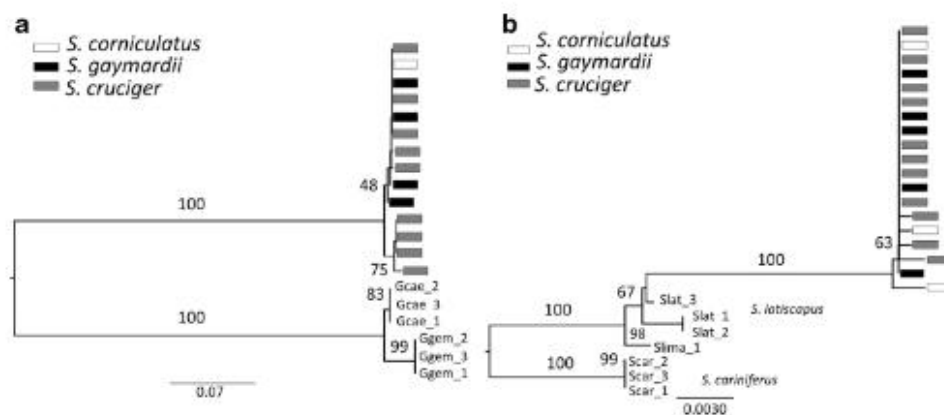 a
S. corniculatus
S. gaymardii
S. cruciger
48
100
75
Gcae_2
83
Gcae_3
Gcae_1
100
Ggem_2
99
Ggem_3
Ggem_1
0.07
b
S. corniculatus
S. gaymardii
S. cruciger
63
100
67
Slat_3
S. latiscapus
100
Slat_1
98
Slat_2
Slima_1
99
Scar_2
100
Scar_3
S. cariniferus
Scar_1
0.0030